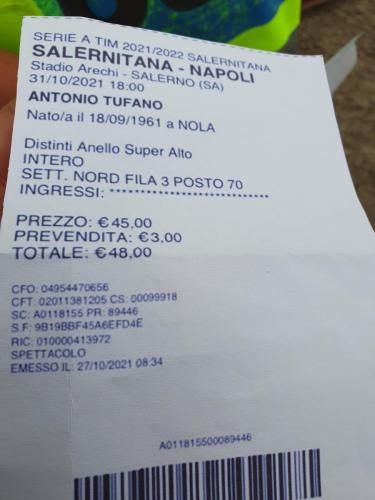 SERIE A TIM 2021/2022 SALERNITANA
SALERNITANA - NAPOLI
Stadio Arechi - SALERNO (SA)
31/10/2021 18:00
ANTONIO TUFANO
Nato/a il 18/09/1961 a NOLA
Distinti Anello Super Alto
INTERO
SETT. NORD FILA 3 POSTO 70
INGRESSI: ***************************
PREZZO: €45,00
PREVENDITA: €3,00
TOTALE: €48,00
CFO: 04954470656
CFT: 02011381205 CS: 00099918
SC: A0118155 PR: 89446
S.F: 9B19BBF45A6EFD4E
RIC: 010000413972
SPETTACOLO
EMESSO IL: 27/10/2021 08:34
A011815500089446